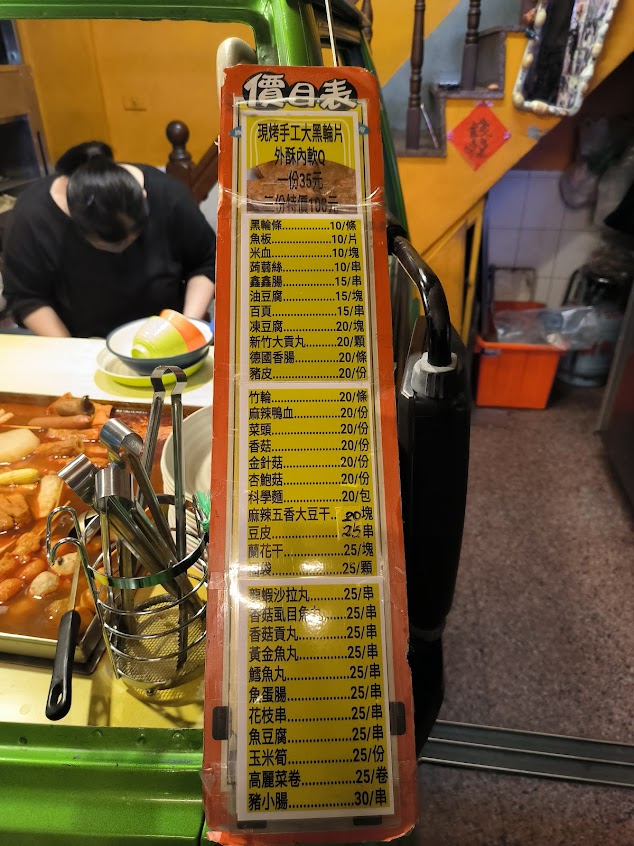 價目表
現烤手工大黑輪片
外酥內軟Q
一份35元
三份特價100元
黑輪條..............10/條
魚板................10/片
米血................10/塊
蒟蒻絲............10/串
鑫鑫腸............15/串
油豆腐............15/塊
百頁................15/串
凍豆腐............20/塊
新竹大貢丸......20/顆
德國香腸.........20/條
豬皮................20/份
竹輪................20/條
麻辣鴨血.........20/份
菜頭................20/份
香菇................20/份
金針菇............20/份
杏鮑菇............20/份
科學麵............20/包
麻辣五香大豆干..20塊
豆皮................25串
蘭花干............25/塊
袋................25/顆
龍蝦沙拉丸......25/串
香菇虱目魚丸...25/串
香菇貢丸.........25/串
黃金魚丸.........25/串
鱈魚丸............25/串
魚蛋腸............25/串
花枝串............25/串
魚豆腐............25/串
玉米筍............25/份
高麗菜卷.........25/卷
豬小腸............30/串